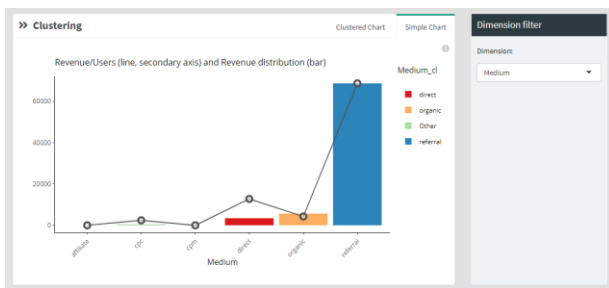 » Clustering
Clustered Chart
Simple Chart
Revenue/Users (line, secondary axis) and Revenue distribution (bar)
Medium_cl
direct
organic
Other
referral
60000
40000
20000
0
affiliate
cpc
cpm
direct
organic
referral
Medium
Dimension filter
Dimension:
Medium